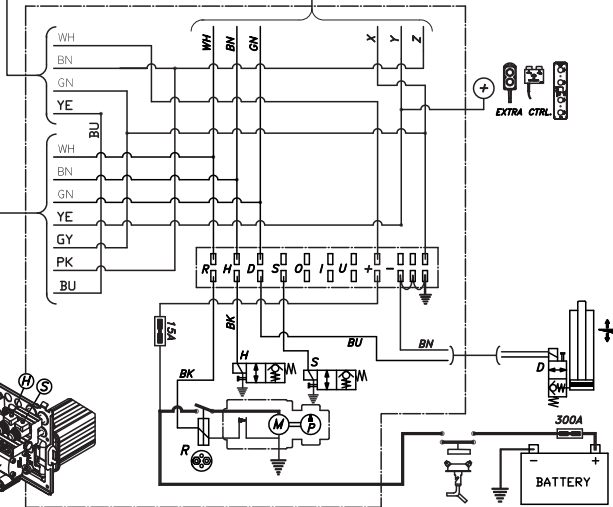 WH
BN
GN
YE
BU
WH
BN
GN
YE
GY
PK
BU
WH BN GN X Y Z
+
EXTRA CTRL.
R H D S O I U + -
15A
BK
H
S
BU
BN
D
BK
M
P
R
H S
300A
- +
BATTERY